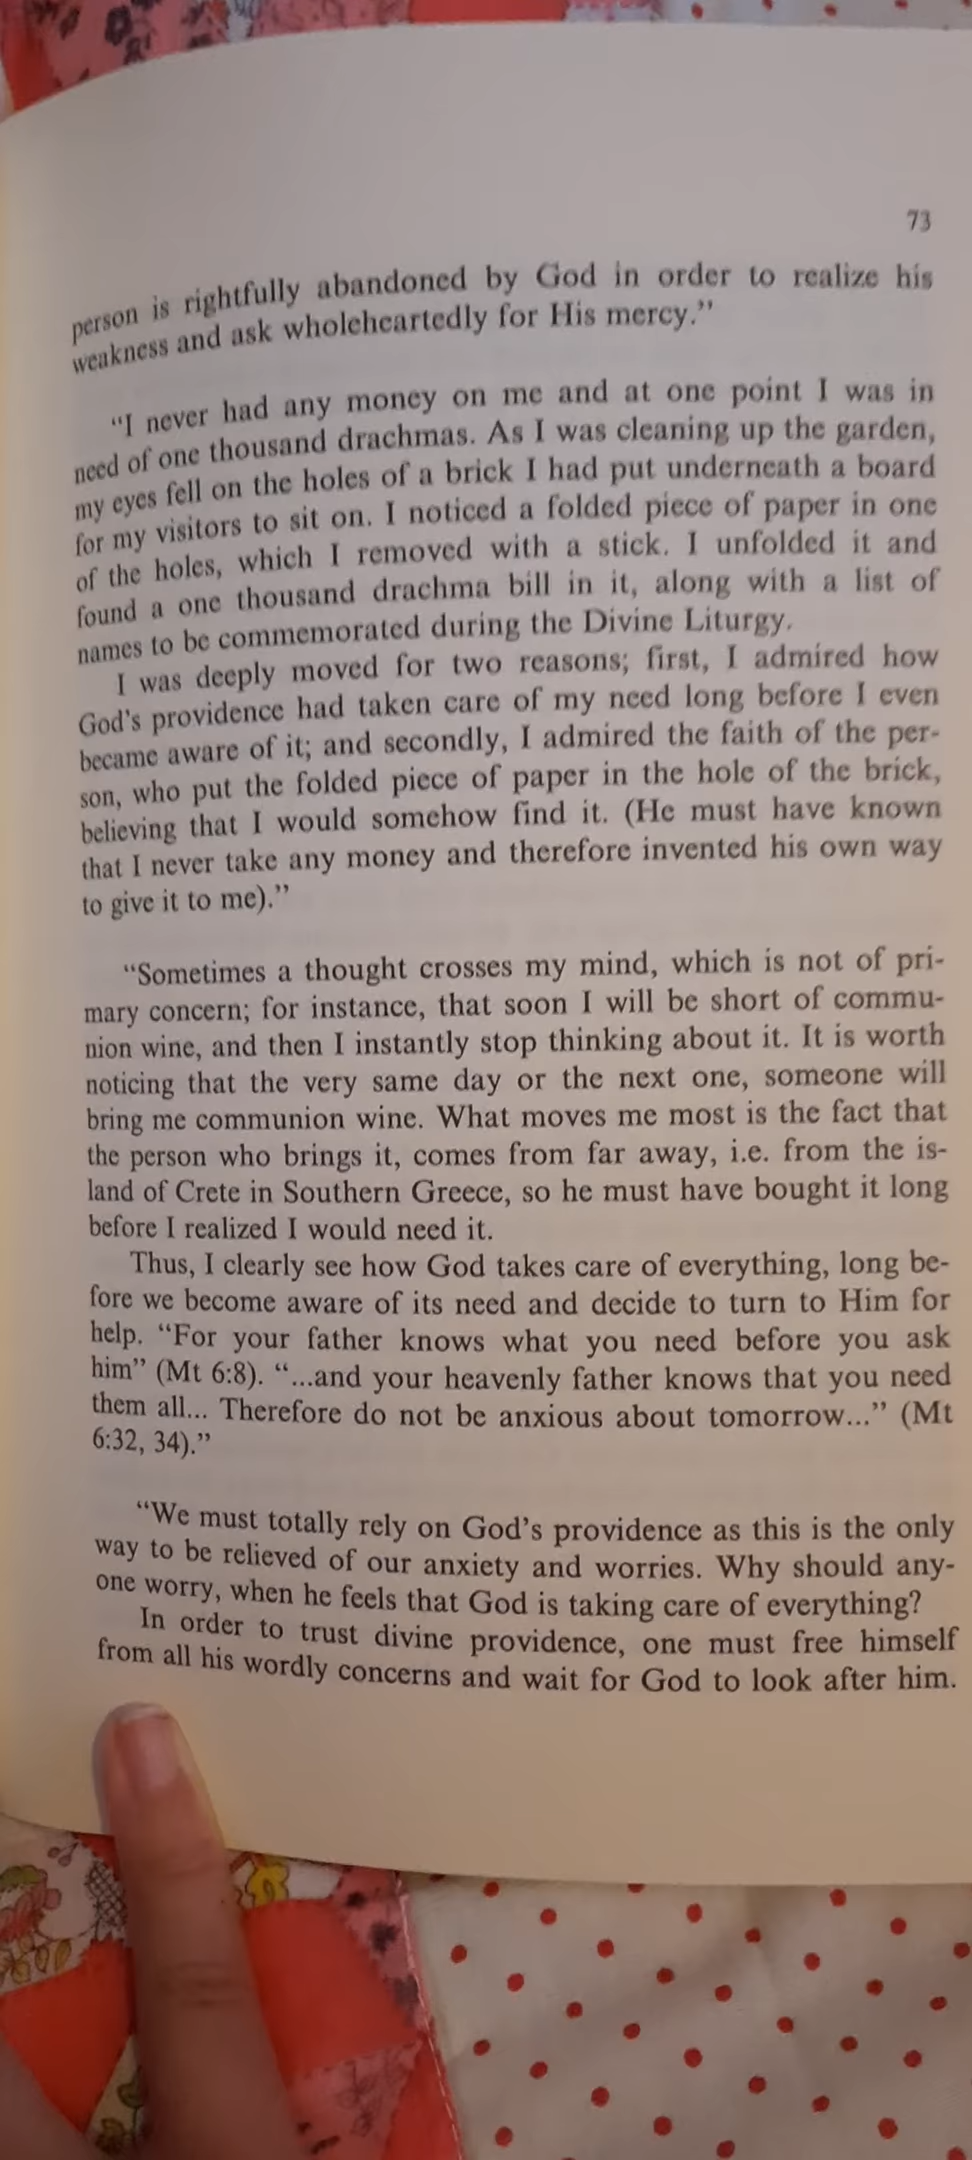 73
person is rightfully abandoned by God in order to realize his
weakness and ask wholeheartedly for His mercy.”
“I never had any money on me and at one point I was in
need of one thousand drachmas. As I was cleaning up the garden,
my eyes fell on the holes of a brick I had put underneath a board
for my visitors to sit on. I noticed a folded piece of paper in one
of the holes, which I removed with a stick. I unfolded it and
found a one thousand drachma bill in it, along with a list of
names to be commemorated during the Divine Liturgy.
I was deeply moved for two reasons; first, I admired how
God’s providence had taken care of my need long before I even
became aware of it; and secondly, I admired the faith of the per-
son, who put the folded piece of paper in the hole of the brick,
believing that I would somehow find it. (He must have known
that I never take any money and therefore invented his own way
to give it to me).”
“Sometimes a thought crosses my mind, which is not of pri-
mary concern; for instance, that soon I will be short of commu-
nion wine, and then I instantly stop thinking about it. It is worth
noticing that the very same day or the next one, someone will
bring me communion wine. What moves me most is the fact that
the person who brings it, comes from far away, i.e. from the is-
land of Crete in Southern Greece, so he must have bought it long
before I realized I would need it.
Thus, I clearly see how God takes care of everything, long be-
fore we become aware of its need and decide to turn to Him for
help. “For your father knows what you need before you ask
him” (Mt 6:8). “...and your heavenly father knows that you need
them all... Therefore do not be anxious about tomorrow...” (Mt
6:32, 34).”
“We must totally rely on God’s providence as this is the only
way to be relieved of our anxiety and worries. Why should any-
one worry, when he feels that God is taking care of everything?
In order to trust divine providence, one must free himself
from all his wordly concerns and wait for God to look after him.